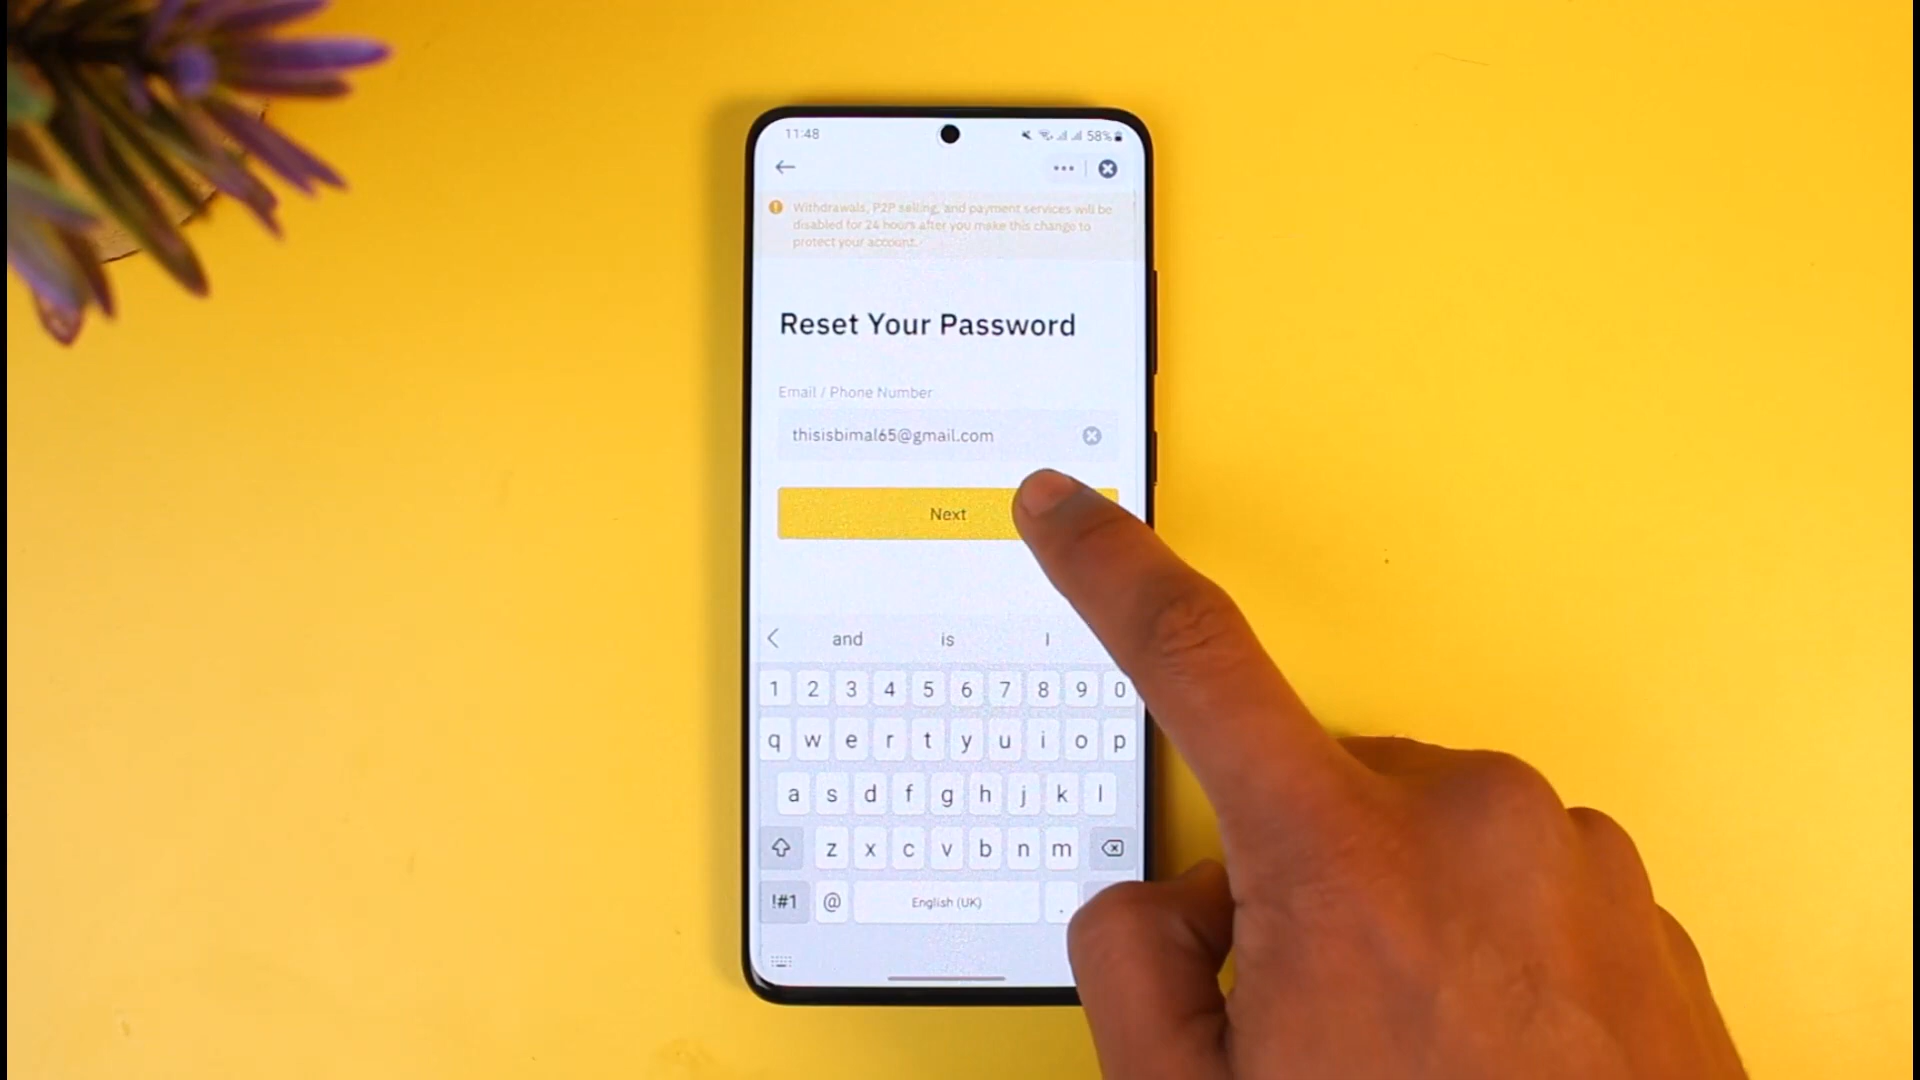 11:48
58%
Withdrawals, P2P selling, and payment services will be
disabled for 24 hours after you make this change to
protect your account.
Reset Your Password
Email / Phone Number
thisisbimal65@gmail.com
Next
and is I
1 2 3 4 5 6 7 8 9 0
q w e r t y u i o p
a s d f g h j k l
z x c v b n m
!#1 @ English (UK) .